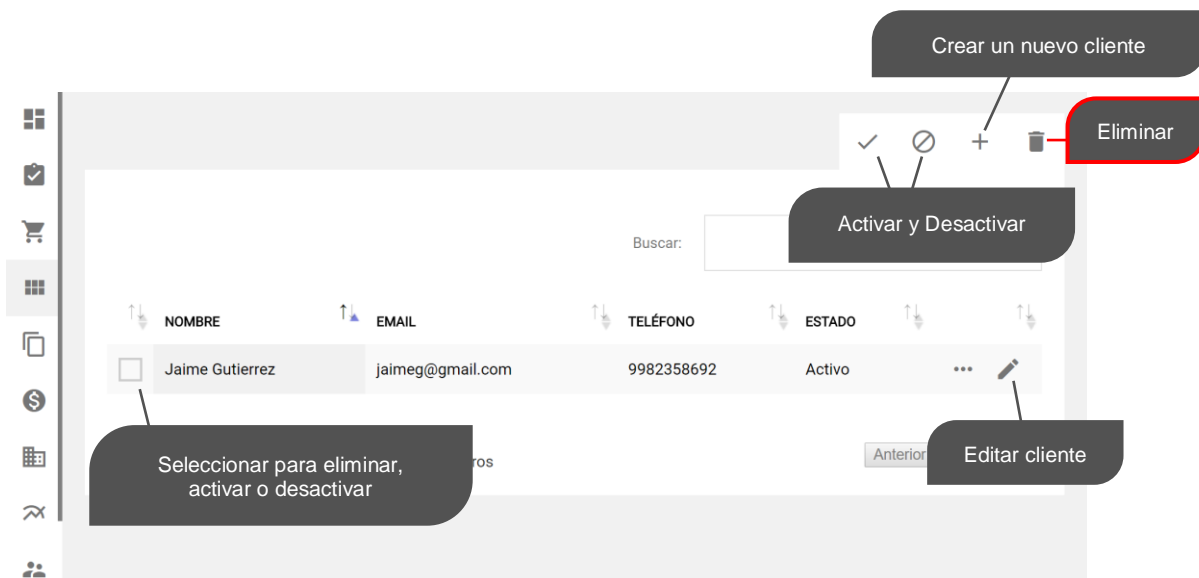 Crear un nuevo cliente
Eliminar
Activar y Desactivar
Buscar:
NOMBRE EMAIL TELÉFONO ESTADO
Jaime Gutierrez jaimeg@gmail.com 9982358692 Activo
Seleccionar para eliminar,
activar o desactivar
ros
Anterior
Editar cliente